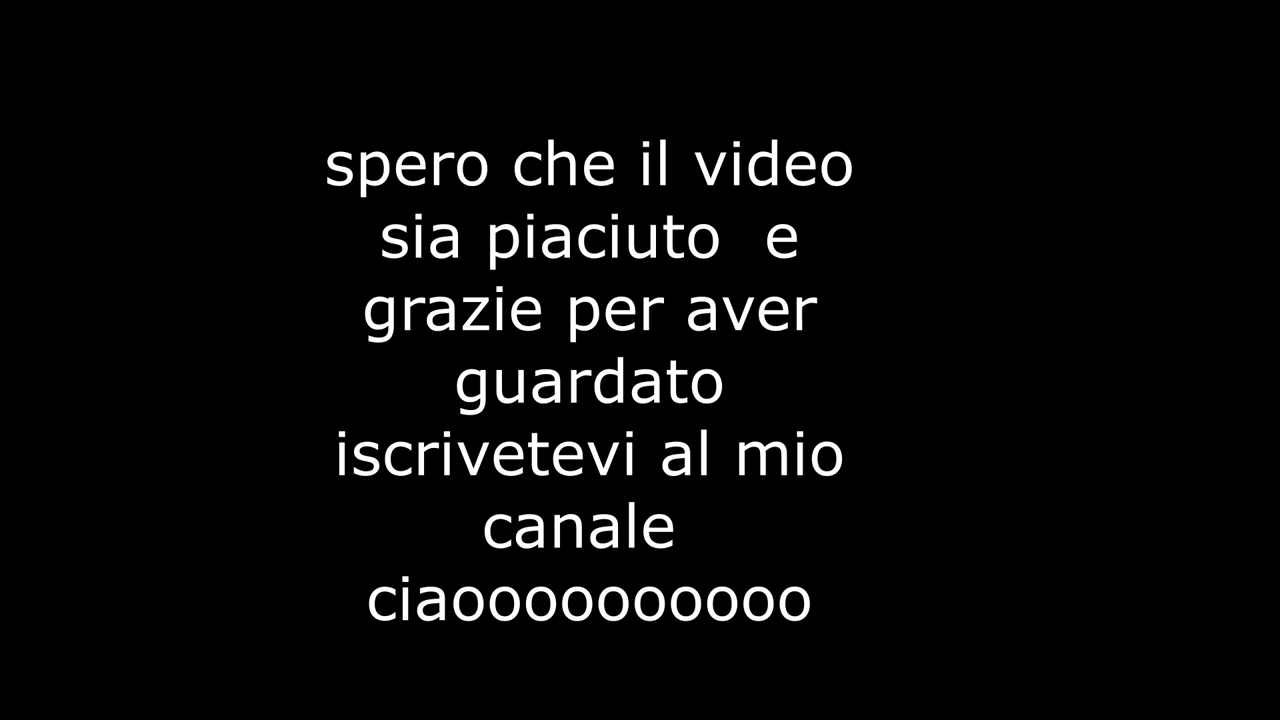 spero che il video
sia piaciuto  e
grazie per aver
guardato
iscrivetevi al mio
canale
ciaooooooooo